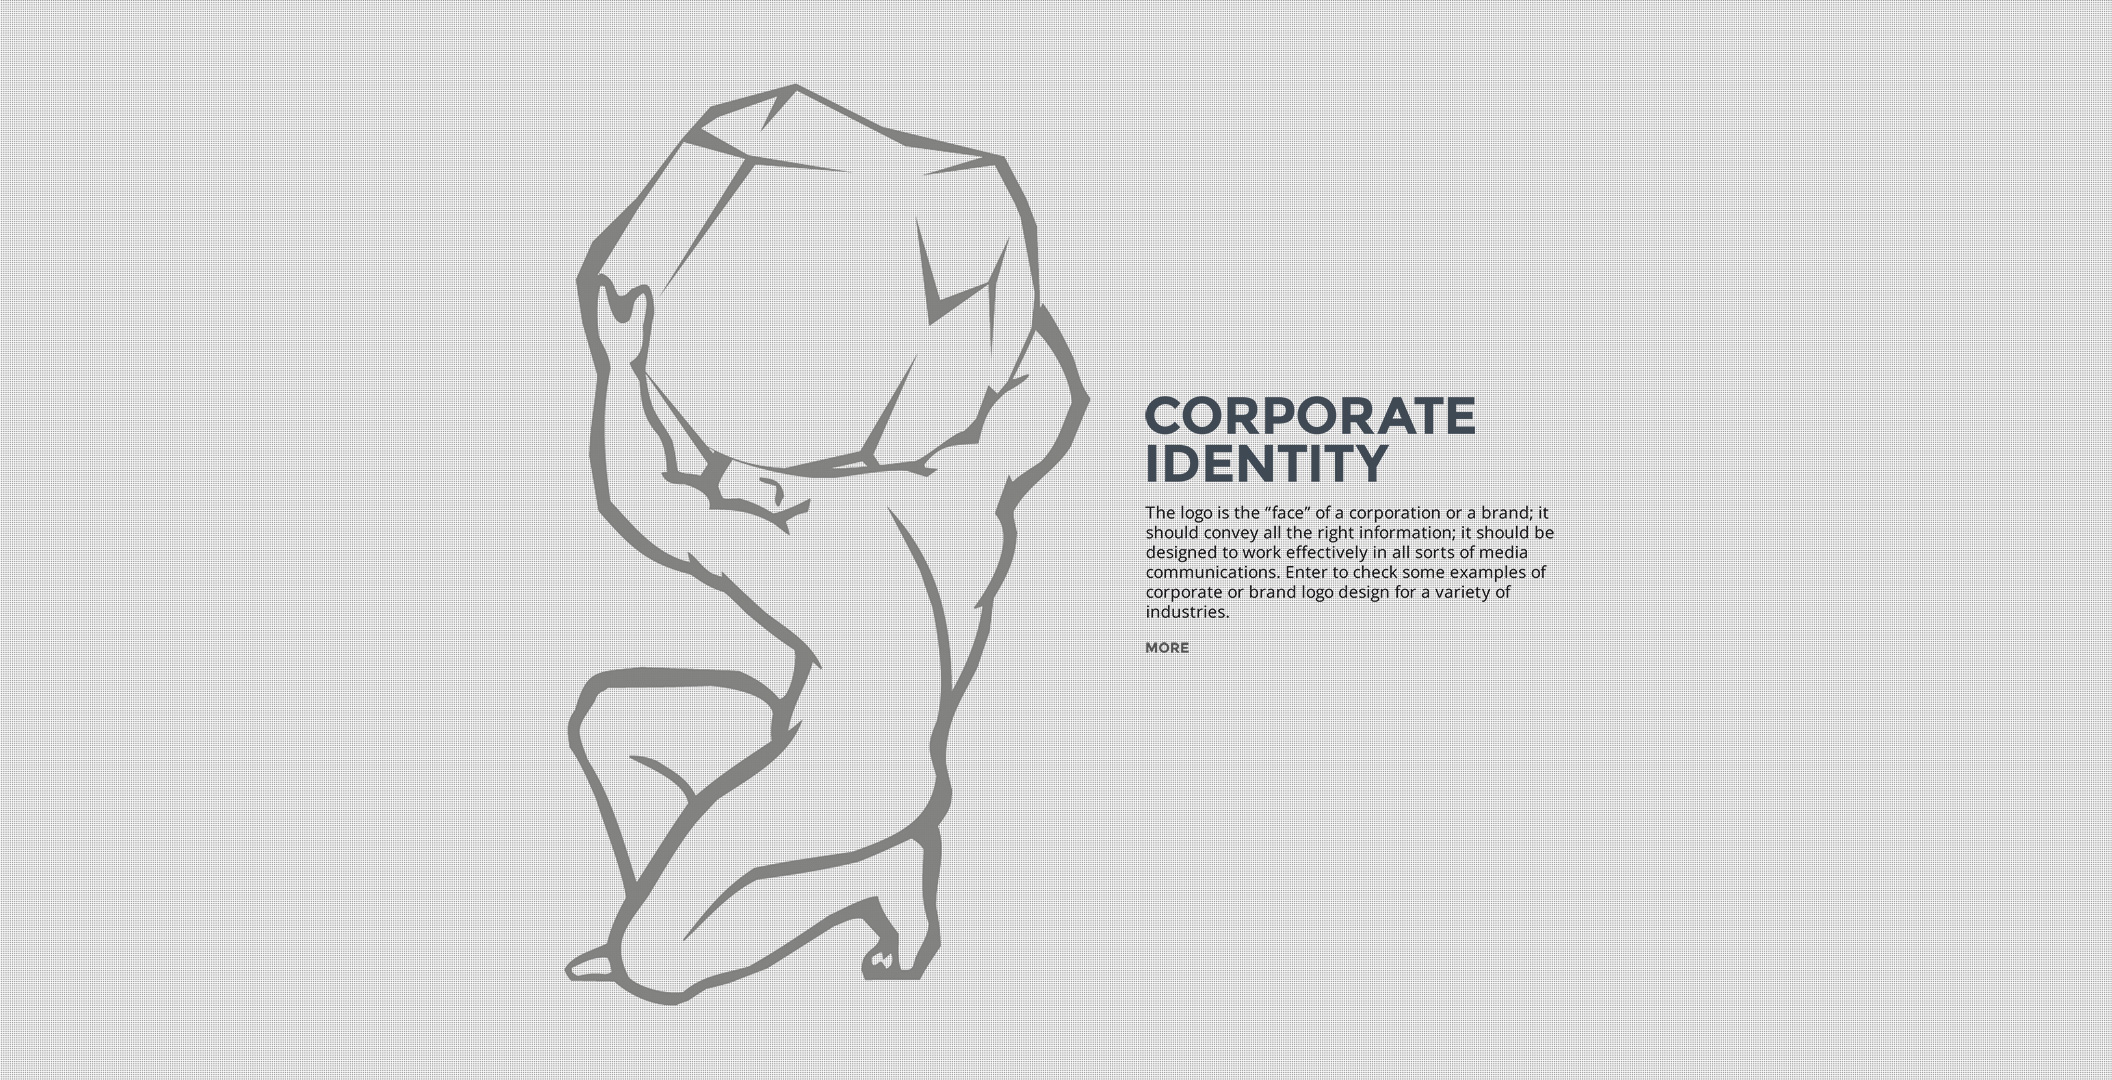 CORPORATE
IDENTITY
The logo is the “face” of a corporation or a brand; it
should convey all the right information; it should be
designed to work effectively in all sorts of media
communications. Enter to check some examples of
corporate or brand logo design for a variety of
industries.
MORE